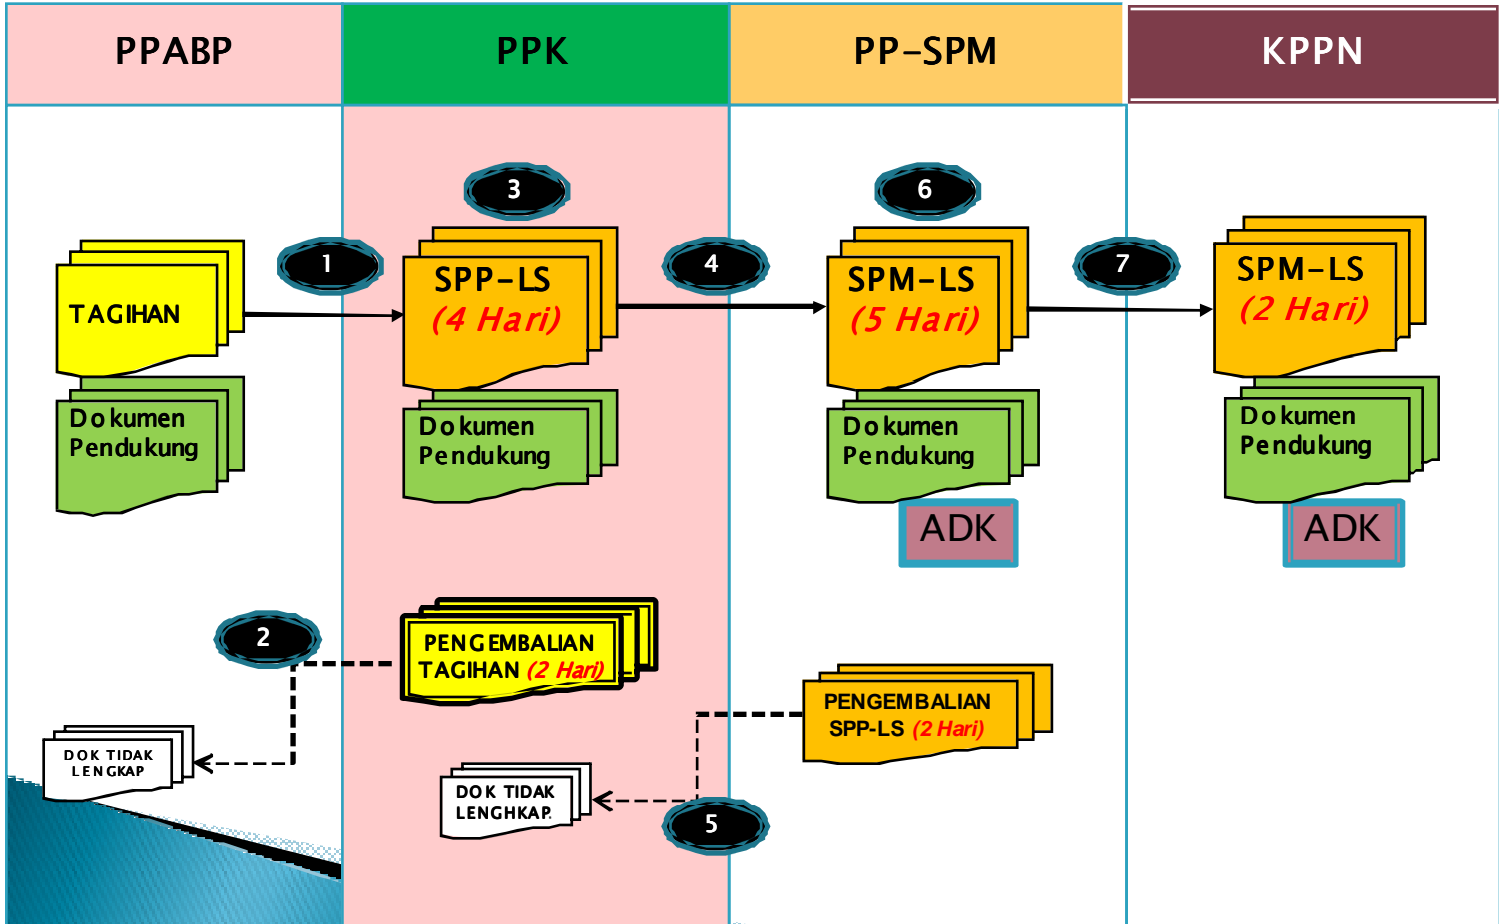 PPABP
PPK
PP-SPM
KPPN
3
6
1
4
7
TAGIHAN
SPP-LS
(4 Hari)
SPM-LS
(5 Hari)
SPM-LS
(2 Hari)
Dokumen
Pendukung
Dokumen
Pendukung
Dokumen
Pendukung
Dokumen
Pendukung
ADK
ADK
2
PENGEMBALIAN
TAGIHAN (2 Hari)
PENGEMBALIAN
SPP-LS (2 Hari)
DOK TIDAK
LENGKAP
DOK TIDAK
LENGHKAP.
5